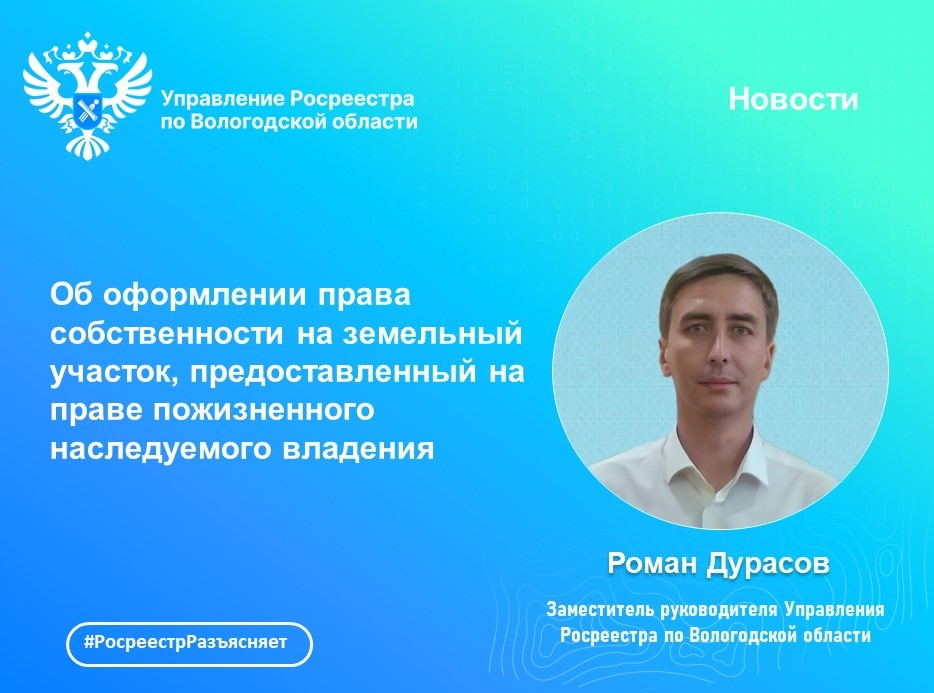 Управление Росреестра
по Вологодской области
Новости
Об оформлении права
собственности на земельный
участок, предоставленный на
праве пожизненного
наследуемого владения
Роман Дурасов
Заместитель руководителя Управления
Росреестра по Вологодской области
#РосреестрРазъясняет